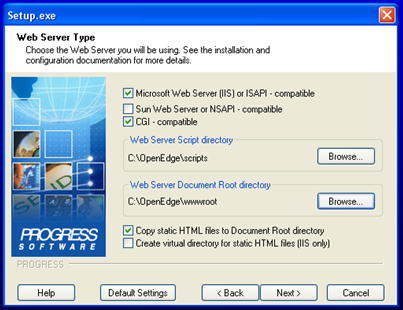 Setup.exe
Web Server Type
Choose the Web Server you will be using. See the installation and
configuration documentation for more details.
Microsoft Web Server (IIS) or ISAPI - compatible
Sun Web Server or NSAPI - compatible
CGI - compatible
Web Server Script directory
C:\OpenEdge\scripts
Browse...
Web Server Document Root directory
C:\OpenEdge\wwwroot
Browse...
Copy static HTML files to Document Root directory
Create virtual directory for static HTML files (IIS only)
PROGRESS
SOFTWARE
PROGRESS
Help
Default Settings
< Back
Next >
Cancel